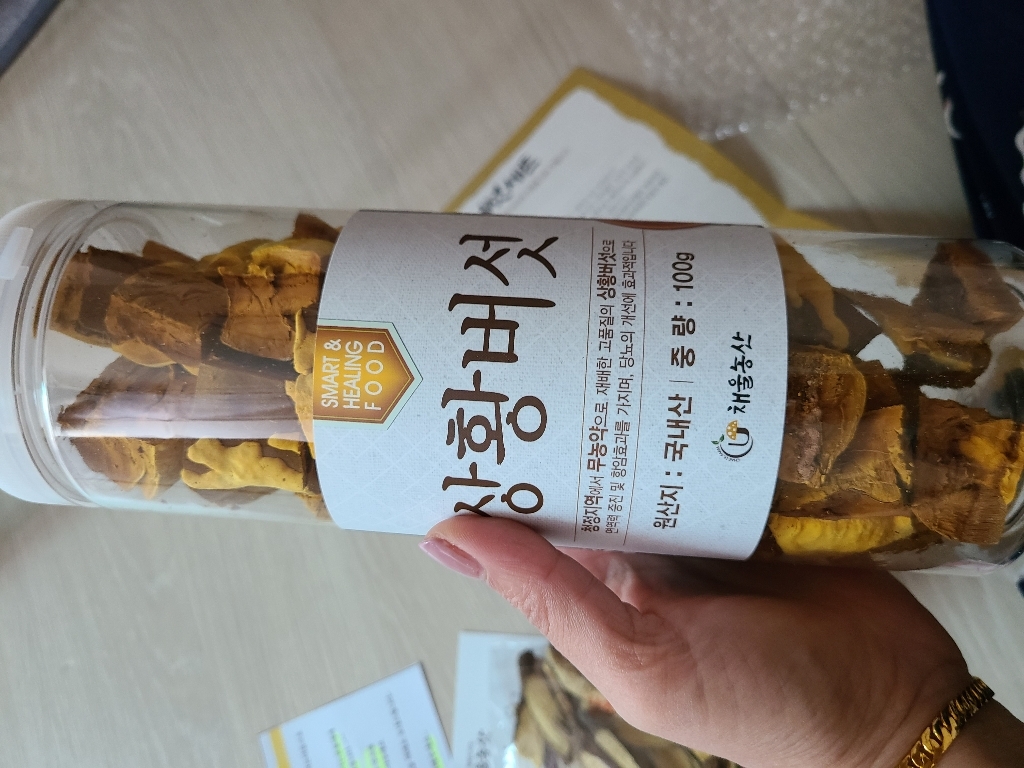 SMART &
HEALING
FOOD
상황버섯
청정지역에서 무농약으로 재배한 고품질의 상황버섯으로
면역력 증진 및 항암효과를 가지며, 당뇨의 개선에 효과적입니다
원산지 : 국내산 | 중 량 : 100g
채울농산